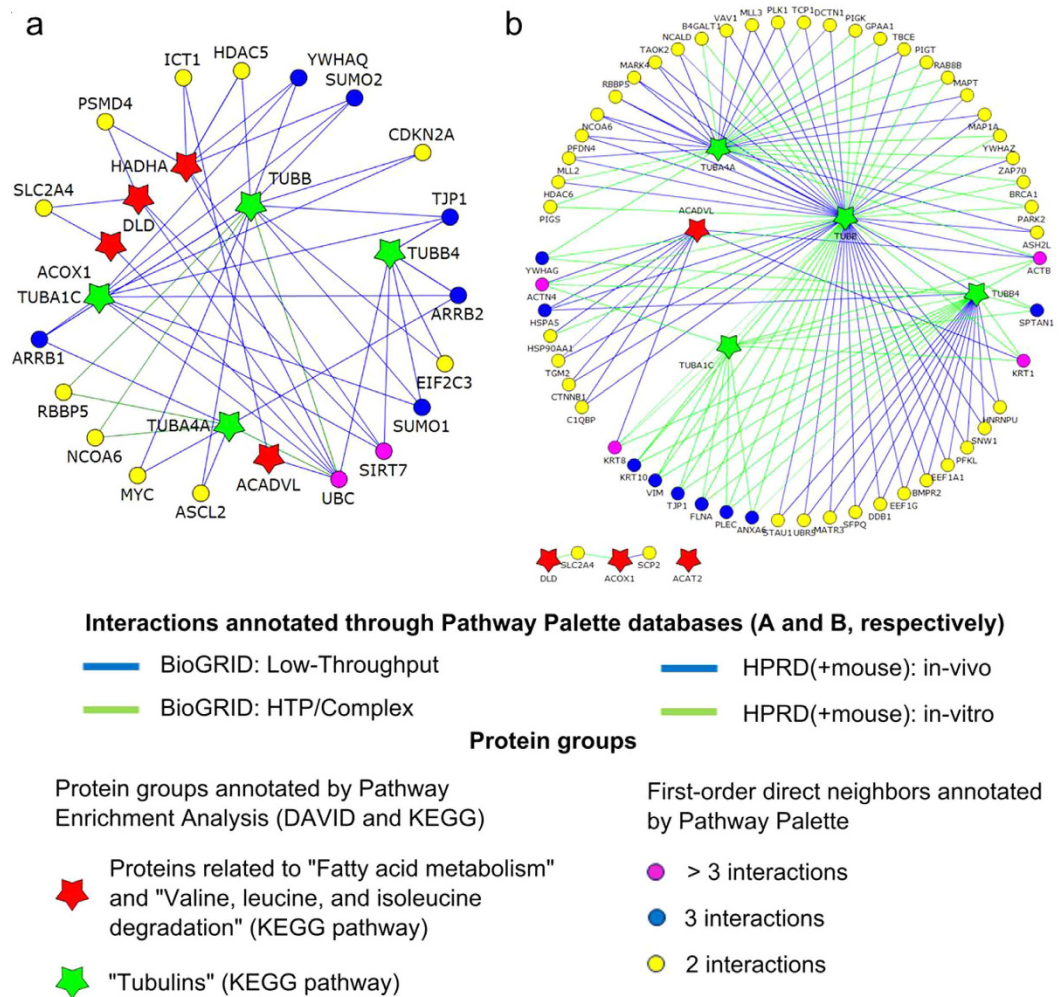 a
ICT1
HDAC5
YWHAQ
SUMO2
PSMD4
HADHA
CDKN2A
TUBB
SLC2A4
DLD
TJP1
TUBB4
ACOX1
TUBA1C
ARRB2
ARRB1
EIF2C3
RBBP5
SUMO1
TUBA4A
NCOA6
SIRT7
MYC
ACADVL
UBC
ASCL2
b
PLK1
TCP1
MLL3
DCTN1
VAV1
PIGK
B4GALT1
GPAA1
NCALD
TBCE
TAOK2
PIGT
MARK4
RAB8B
RBBP5
MAPT
NCOA6
MAP1A
PFDN4
YWHAZ
TUBA4A
MLL2
ZAP70
HDAC6
BRCA1
PIGS
PARK2
ACADVL
TUBB
ASH2L
YWHAG
ACTB
ACTN4
TUBB4
HSPA5
SPTAN1
HSP90AA1
TUBA1C
TGM2
KRT1
CTNNB1
C1QBP
HNRNPU
KRT8
SNW1
KRT10
PFKL
VIM
EEF1A1
TJP1
BMPR2
FLNA
EEF1G
PLEC
DDB1
ANXA6
SFPQ
STAU1
UBR5
MATR3
DLD
SLC2A4
ACOX1
SCP2
ACAT2
Interactions annotated through Pathway Palette databases (A and B, respectively)
BioGRID: Low-Throughput
HPRD(+mouse): in-vivo
BioGRID: HTP/Complex
HPRD(+mouse): in-vitro
Protein groups
Protein groups annotated by Pathway
Enrichment Analysis (DAVID and KEGG)
Proteins related to "Fatty acid metabolism"
and "Valine, leucine, and isoleucine
degradation" (KEGG pathway)
"Tubulins" (KEGG pathway)
First-order direct neighbors annotated
by Pathway Palette
> 3 interactions
3 interactions
2 interactions